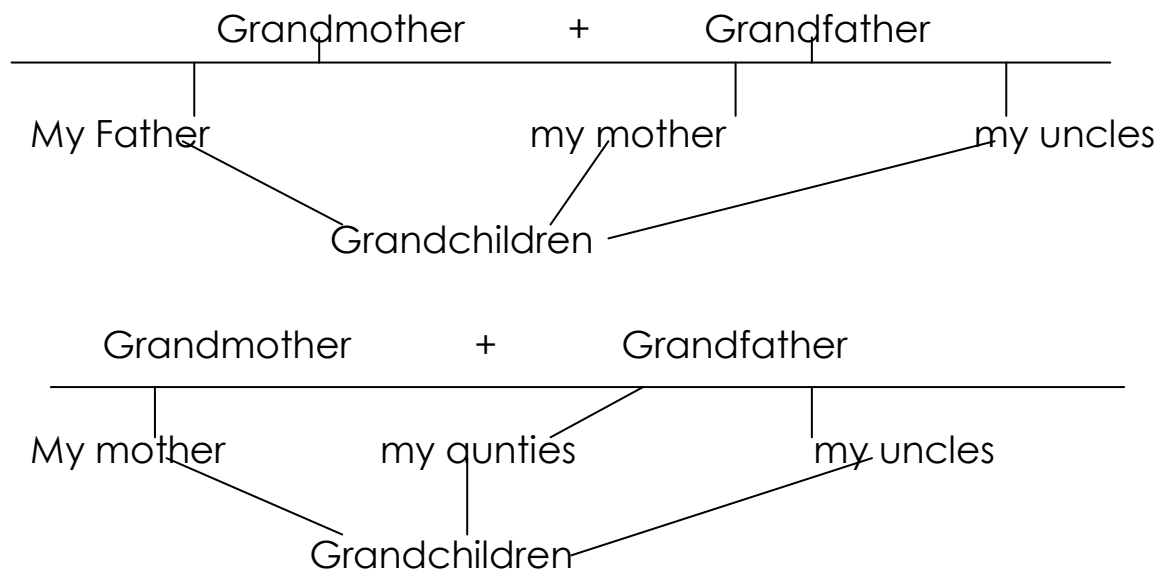 Grandmother + Grandfather
My Father my mother my uncles
Grandchildren
Grandmother + Grandfather
My mother my aunties my uncles
Grandchildren